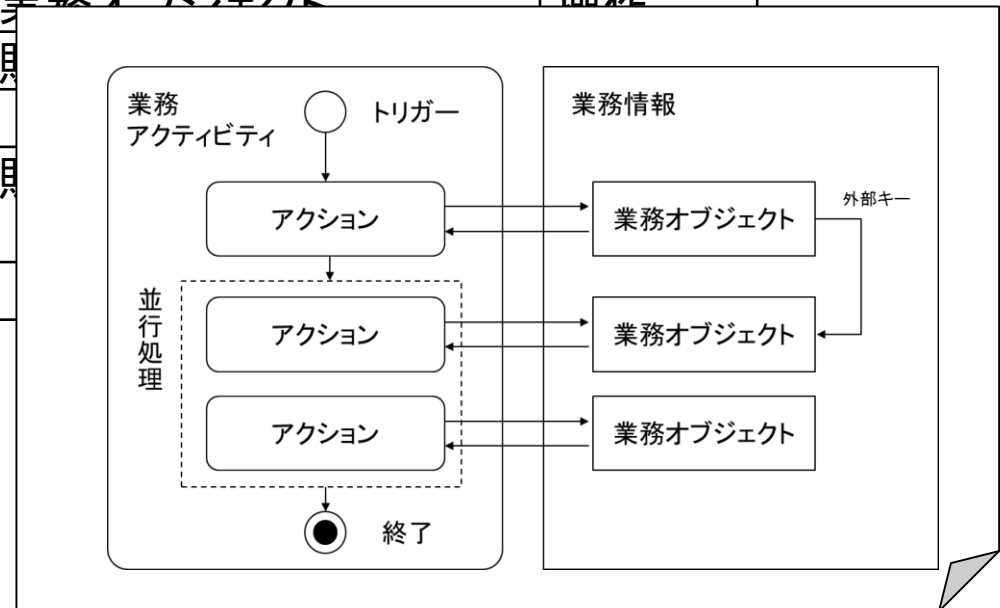 業務
アクティビティ
トリガー
業務情報
アクション
業務オブジェクト
外部キー
並行処理
アクション
業務オブジェクト
アクション
業務オブジェクト
終了